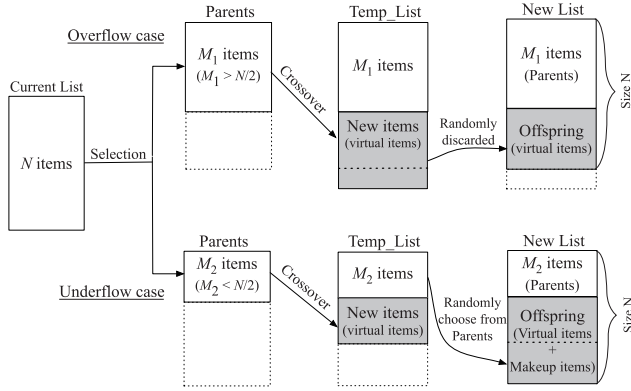 Parents
Temp_List
New List
Overflow case
M1 items
(M1 > N/2)
Crossover
M1 items
M1 items
(Parents)
Size N
Current List
N items
Selection
New items
(virtual items)
Randomly
discarded
Offspring
(virtual items)
Parents
Temp_List
New List
Underflow case
M2 items
(M2 < N/2)
Crossover
M2 items
M2 items
(Parents)
Size N
New items
(virtual items)
Randomly
choose from
Parents
Offspring
(Virtual items
+
Makeup items)